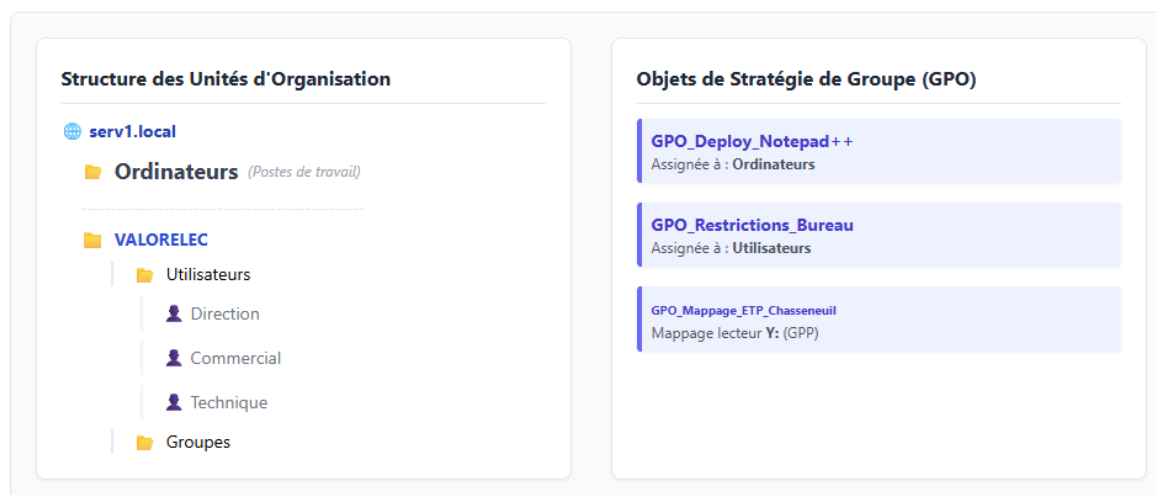 Structure des Unités d'Organisation
serv1.local
Ordinateurs (Postes de travail)
VALORELEC
Utilisateurs
Direction
Commercial
Technique
Groupes
Objets de Stratégie de Groupe (GPO)
GPO_Deploy_Notepad++
Assignée à : Ordinateurs
GPO_Restrictions_Bureau
Assignée à : Utilisateurs
GPO_Mappage_ETP_Chasseneuil
Mappage lecteur Y: (GPP)